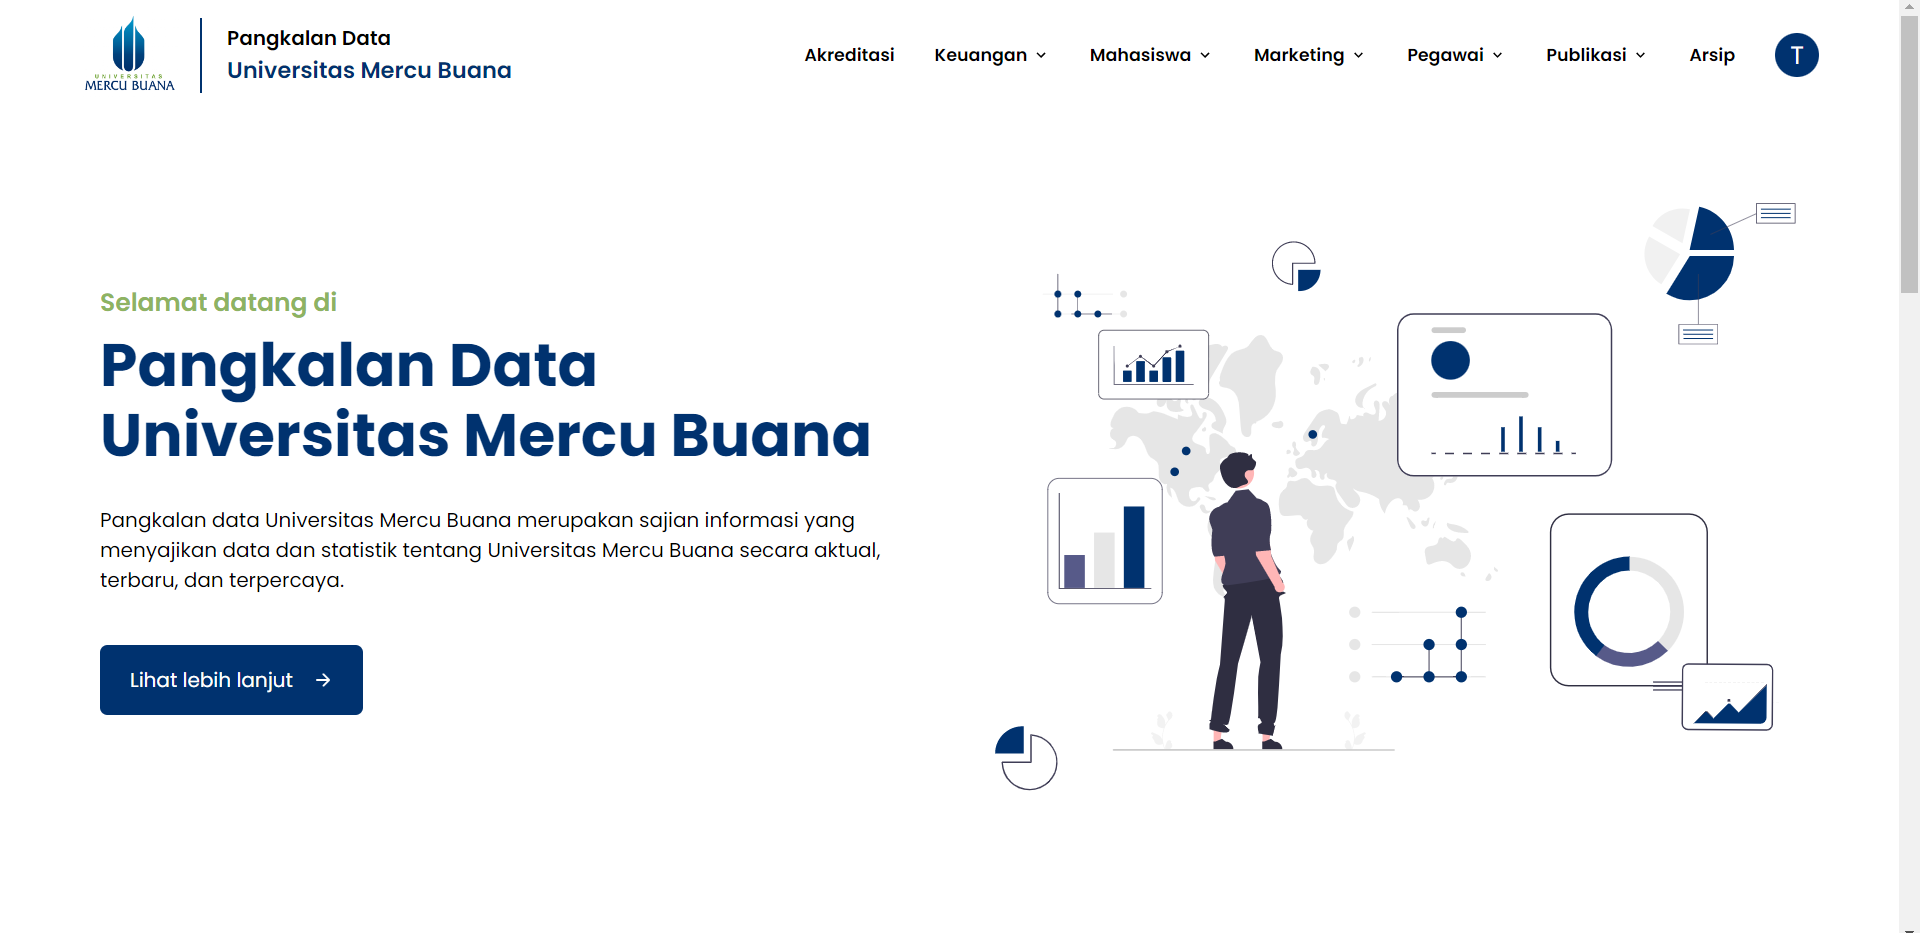 UNIVERSITAS
MERCU BUANA
Pangkalan Data
Universitas Mercu Buana
Akreditasi
Keuangan
Mahasiswa
Marketing
Pegawai
Publikasi
Arsip
T
Selamat datang di
Pangkalan Data
Universitas Mercu Buana
Pangkalan data Universitas Mercu Buana merupakan sajian informasi yang
menyajikan data dan statistik tentang Universitas Mercu Buana secara aktual,
terbaru, dan terpercaya.
Lihat lebih lanjut